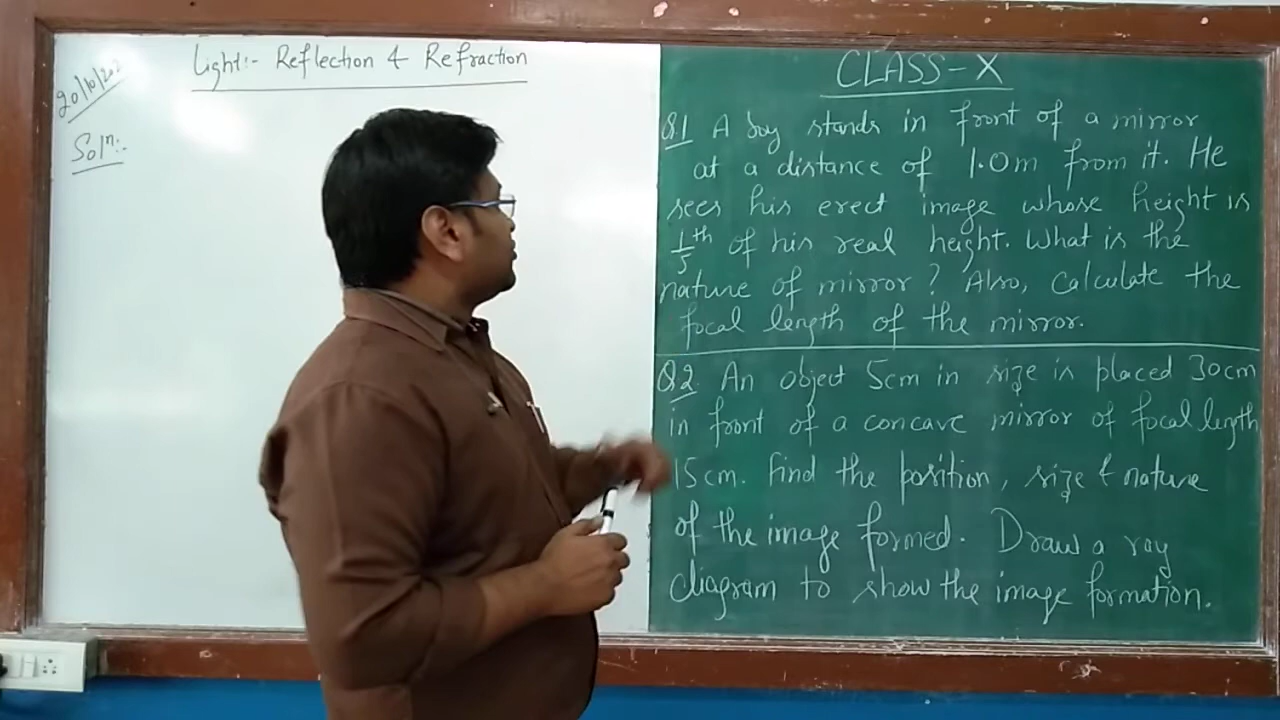 Light:- Reflection & Refraction
20/10/202
Solⁿ:-
CLASS-X
Q.1 A boy stands in front of a mirror
at a distance of 1.0m from it. He
sees his erect image whose height is
1/5 th of his real height. What is the
nature of mirror? Also, calculate the
focal length of the mirror.
Q2. An object 5cm in size is placed 30cm
in front of a concave mirror of focal length
15cm. Find the position, size & nature
of the image formed. Draw a ray
diagram to show the image formation.